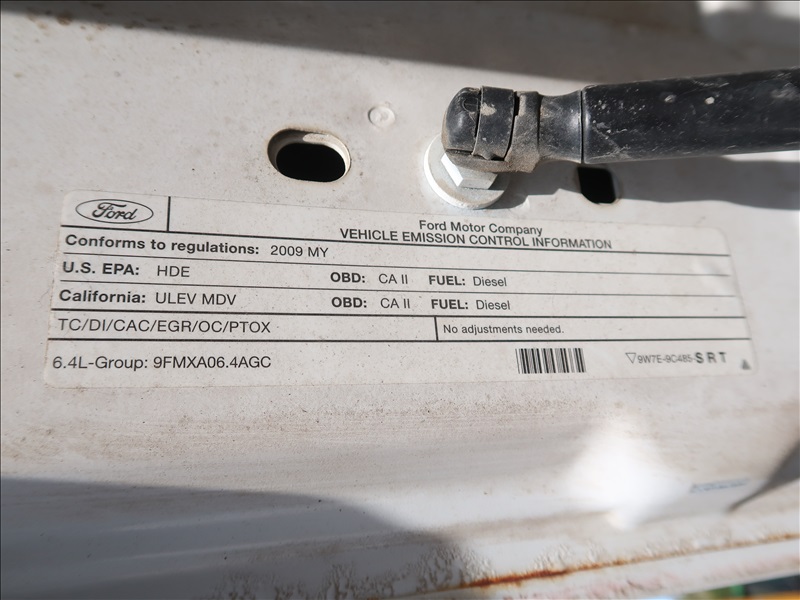 Ford
Ford Motor Company
VEHICLE EMISSION CONTROL INFORMATION
Conforms to regulations: 2009 MY
U.S. EPA: HDE OBD: CA II FUEL: Diesel
California: ULEV MDV OBD: CA II FUEL: Diesel
TC/DI/CAC/EGR/OC/PTOX No adjustments needed.
6.4L-Group: 9FMXA06.4AGC 9W7E-9C485-SRT